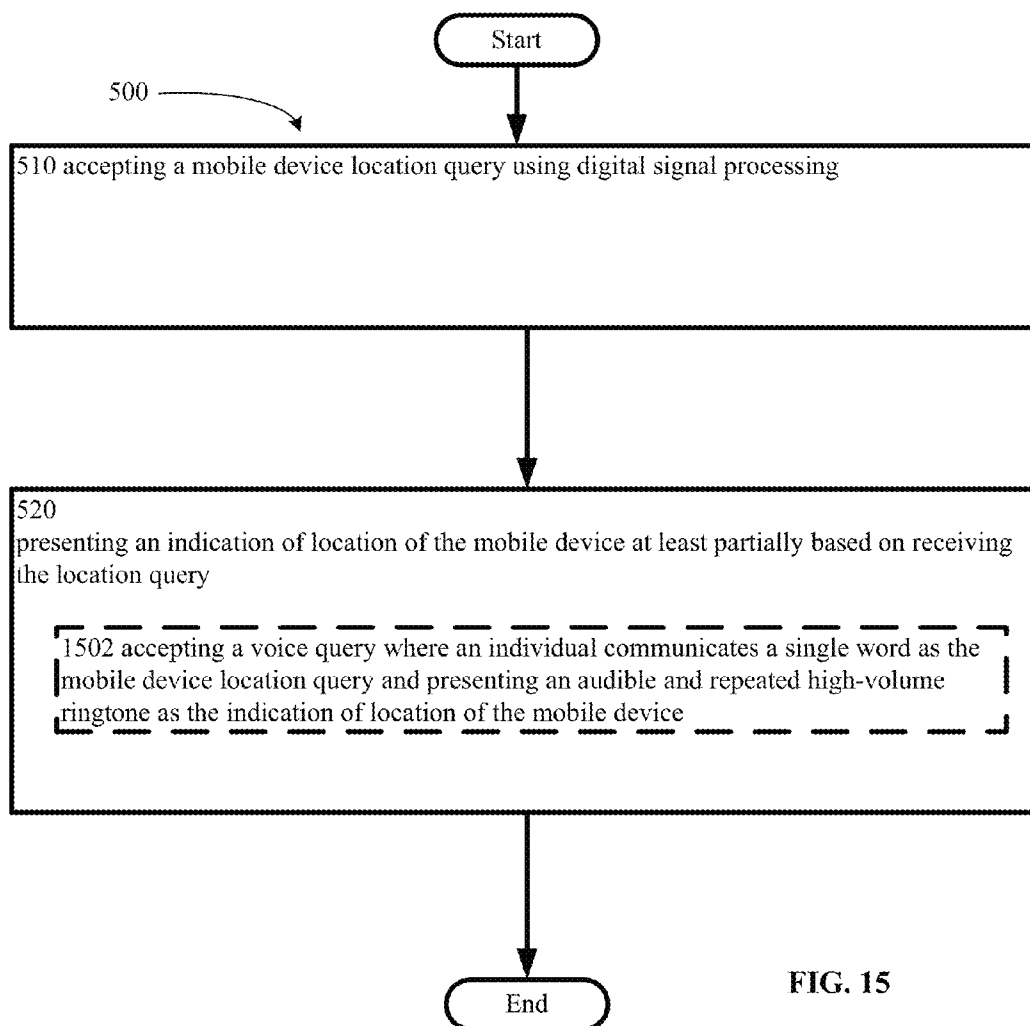 Start
500
510 accepting a mobile device location query using digital signal processing
520
presenting an indication of location of the mobile device at least partially based on receiving
the location query
1502 accepting a voice query where an individual communicates a single word as the
mobile device location query and presenting an audible and repeated high-volume
ringtone as the indication of location of the mobile device
End
FIG. 15